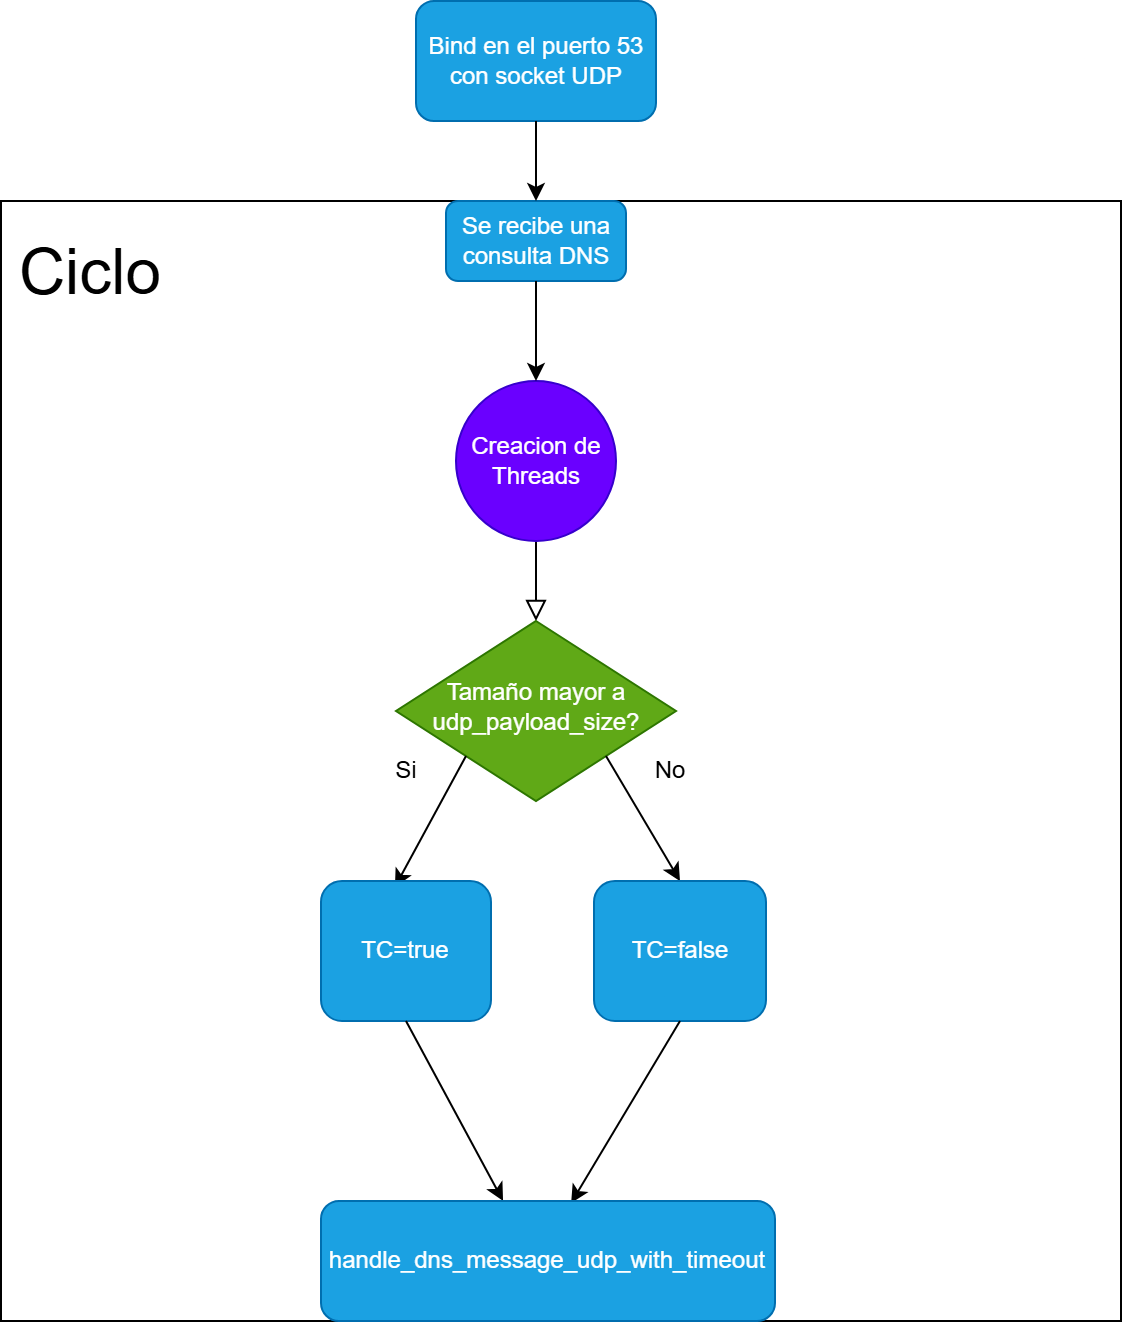 Bind en el puerto 53
con socket UDP
Se recibe una
consulta DNS
Ciclo
Creacion de
Threads
Tamaño mayor a
udp_payload_size?
Si
No
TC=true
TC=false
handle_dns_message_udp_with_timeout